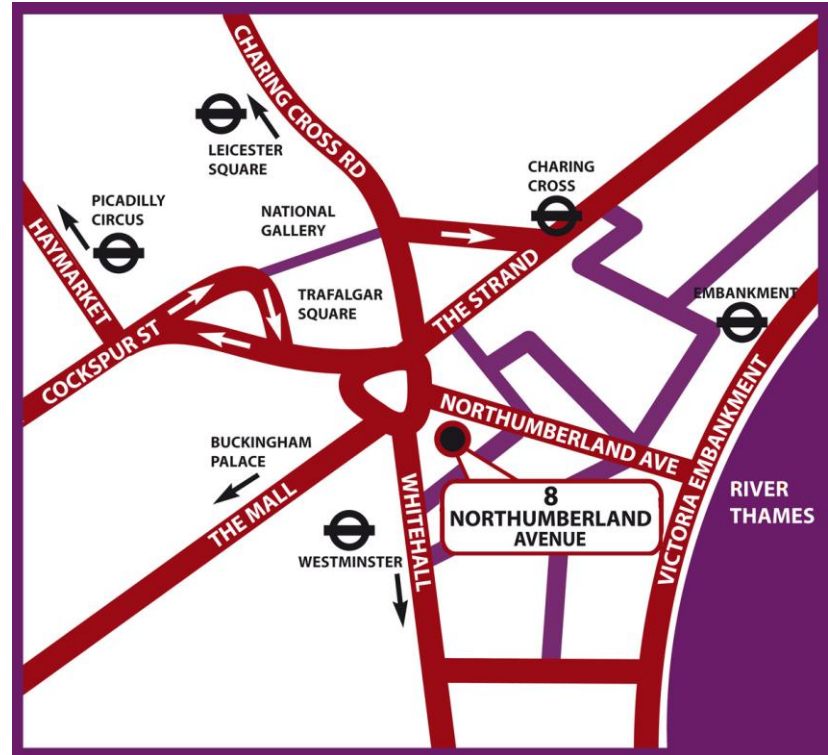 CHARING CROSS RD
LEICESTER
SQUARE
CHARING
CROSS
PICADILLY
CIRCUS
NATIONAL
GALLERY
HAYMARKET
TRAFALGAR
SQUARE
THE STRAND
EMBANKMENT
COCKSPUR ST
NORTHUMBERLAND AVE
BUCKINGHAM
PALACE
THE MALL
WHITEHALL
8
NORTHUMBERLAND
AVENUE
VICTORIA EMBANKMENT
RIVER
THAMES
WESTMINSTER